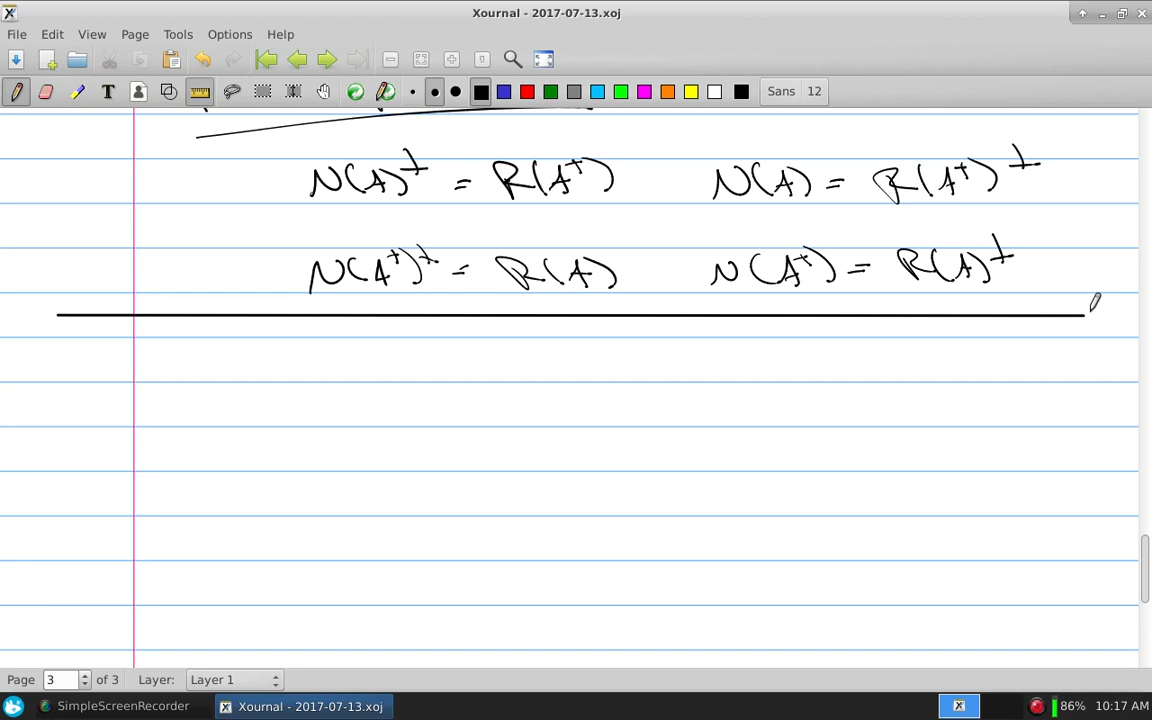 Xournal - 2017-07-13.xoj
File Edit View Page Tools Options Help
Sans 12
N(A)⊥ = R(A†) N(A) = R(A†)⊥
N(A†)⊥ = R(A) N(A†) = R(A)⊥
Page 3 of 3 Layer: Layer 1
SimpleScreenRecorder Xournal - 2017-07-13.xoj 86% 10:17 AM